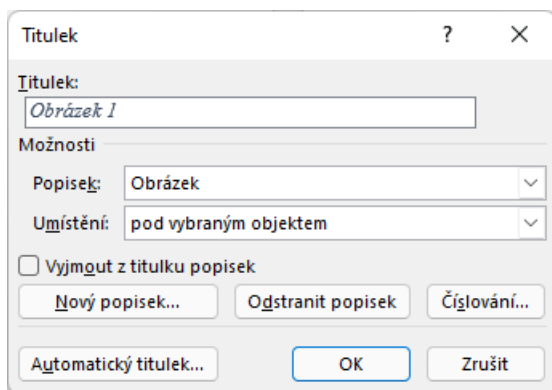 Titulek
?
Titulek:
Obrázek 1
Možnosti
Popisek: Obrázek
Umístění: pod vybraným objektem
Vyjmout z titulku popisek
Nový popisek... Odstranit popisek Číslování...
Automatický titulek... OK Zrušit